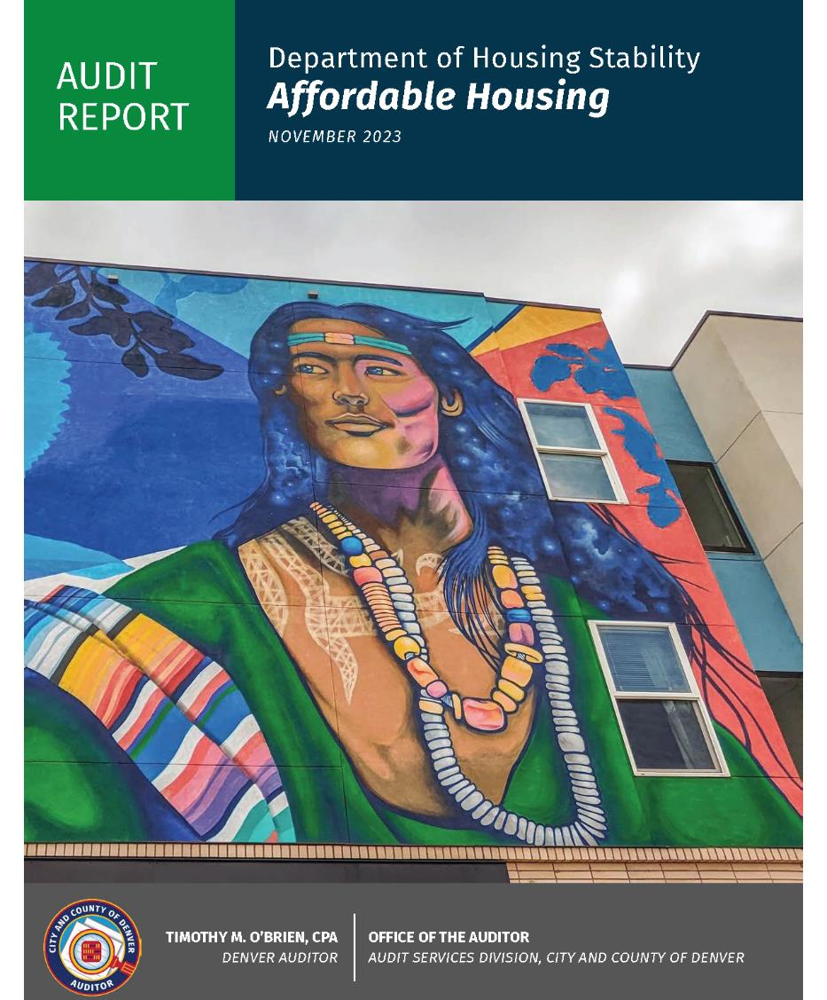 AUDIT
REPORT
Department of Housing Stability
Affordable Housing
NOVEMBER 2023
CITY AND COUNTY OF DENVER
AUDITOR
TIMOTHY M. O'BRIEN, CPA
DENVER AUDITOR
OFFICE OF THE AUDITOR
AUDIT SERVICES DIVISION, CITY AND COUNTY OF DENVER